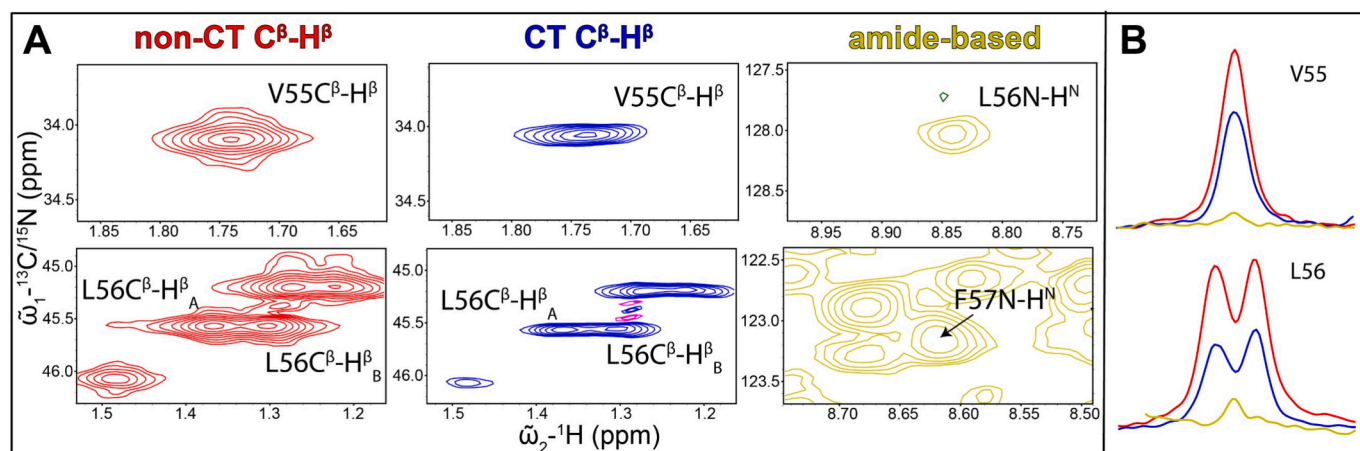 A non-CT Cβ-Hβ CT Cβ-Hβ amide-based B
V55Cβ-Hβ V55Cβ-Hβ L56N-HN V55
34.0 34.0 127.5
34.5 34.5 128.0
128.5
1.80 1.75 1.70 1.65 1.80 1.75 1.70 1.65 8.95 8.90 8.85 8.80 8.75
ω̃1-13C/15N (ppm)
L56Cβ-HβA L56Cβ-HβA F57N-HN L56
L56Cβ-HβB L56Cβ-HβB
45.0 45.0 122.5
45.5 45.5 123.0
46.0 46.0 123.5
1.5 1.4 1.3 1.2 1.5 1.4 1.3 1.2 8.70 8.65 8.60 8.55 8.50
ω̃2-1H (ppm)